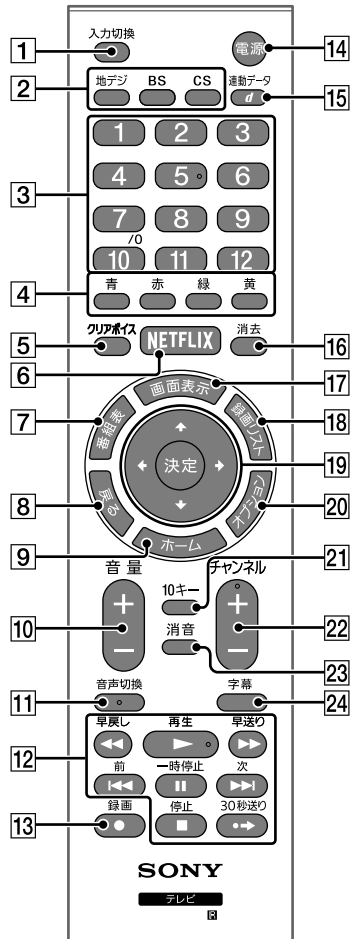 入力切換
1
電源
14
2
地デジ BS CS
連動データ
d
15
3
1 2 3
4 5 6
7 8 9
/0
10 11 12
4
青 赤 緑 黄
5
クリアボイス
NETFLIX
消去
16
6
画面表示
17
7
番組表
録画リスト
18
決定
19
8
戻る
オプション
20
9
ホーム
21
音量
10キー
チャンネル
10
+
−
+
−
22
消音
23
11
音声切換
字幕
24
12
早戻し 再生 早送り
前 一時停止 次
13
録画 停止 30秒送り
SONY
テレビ
R